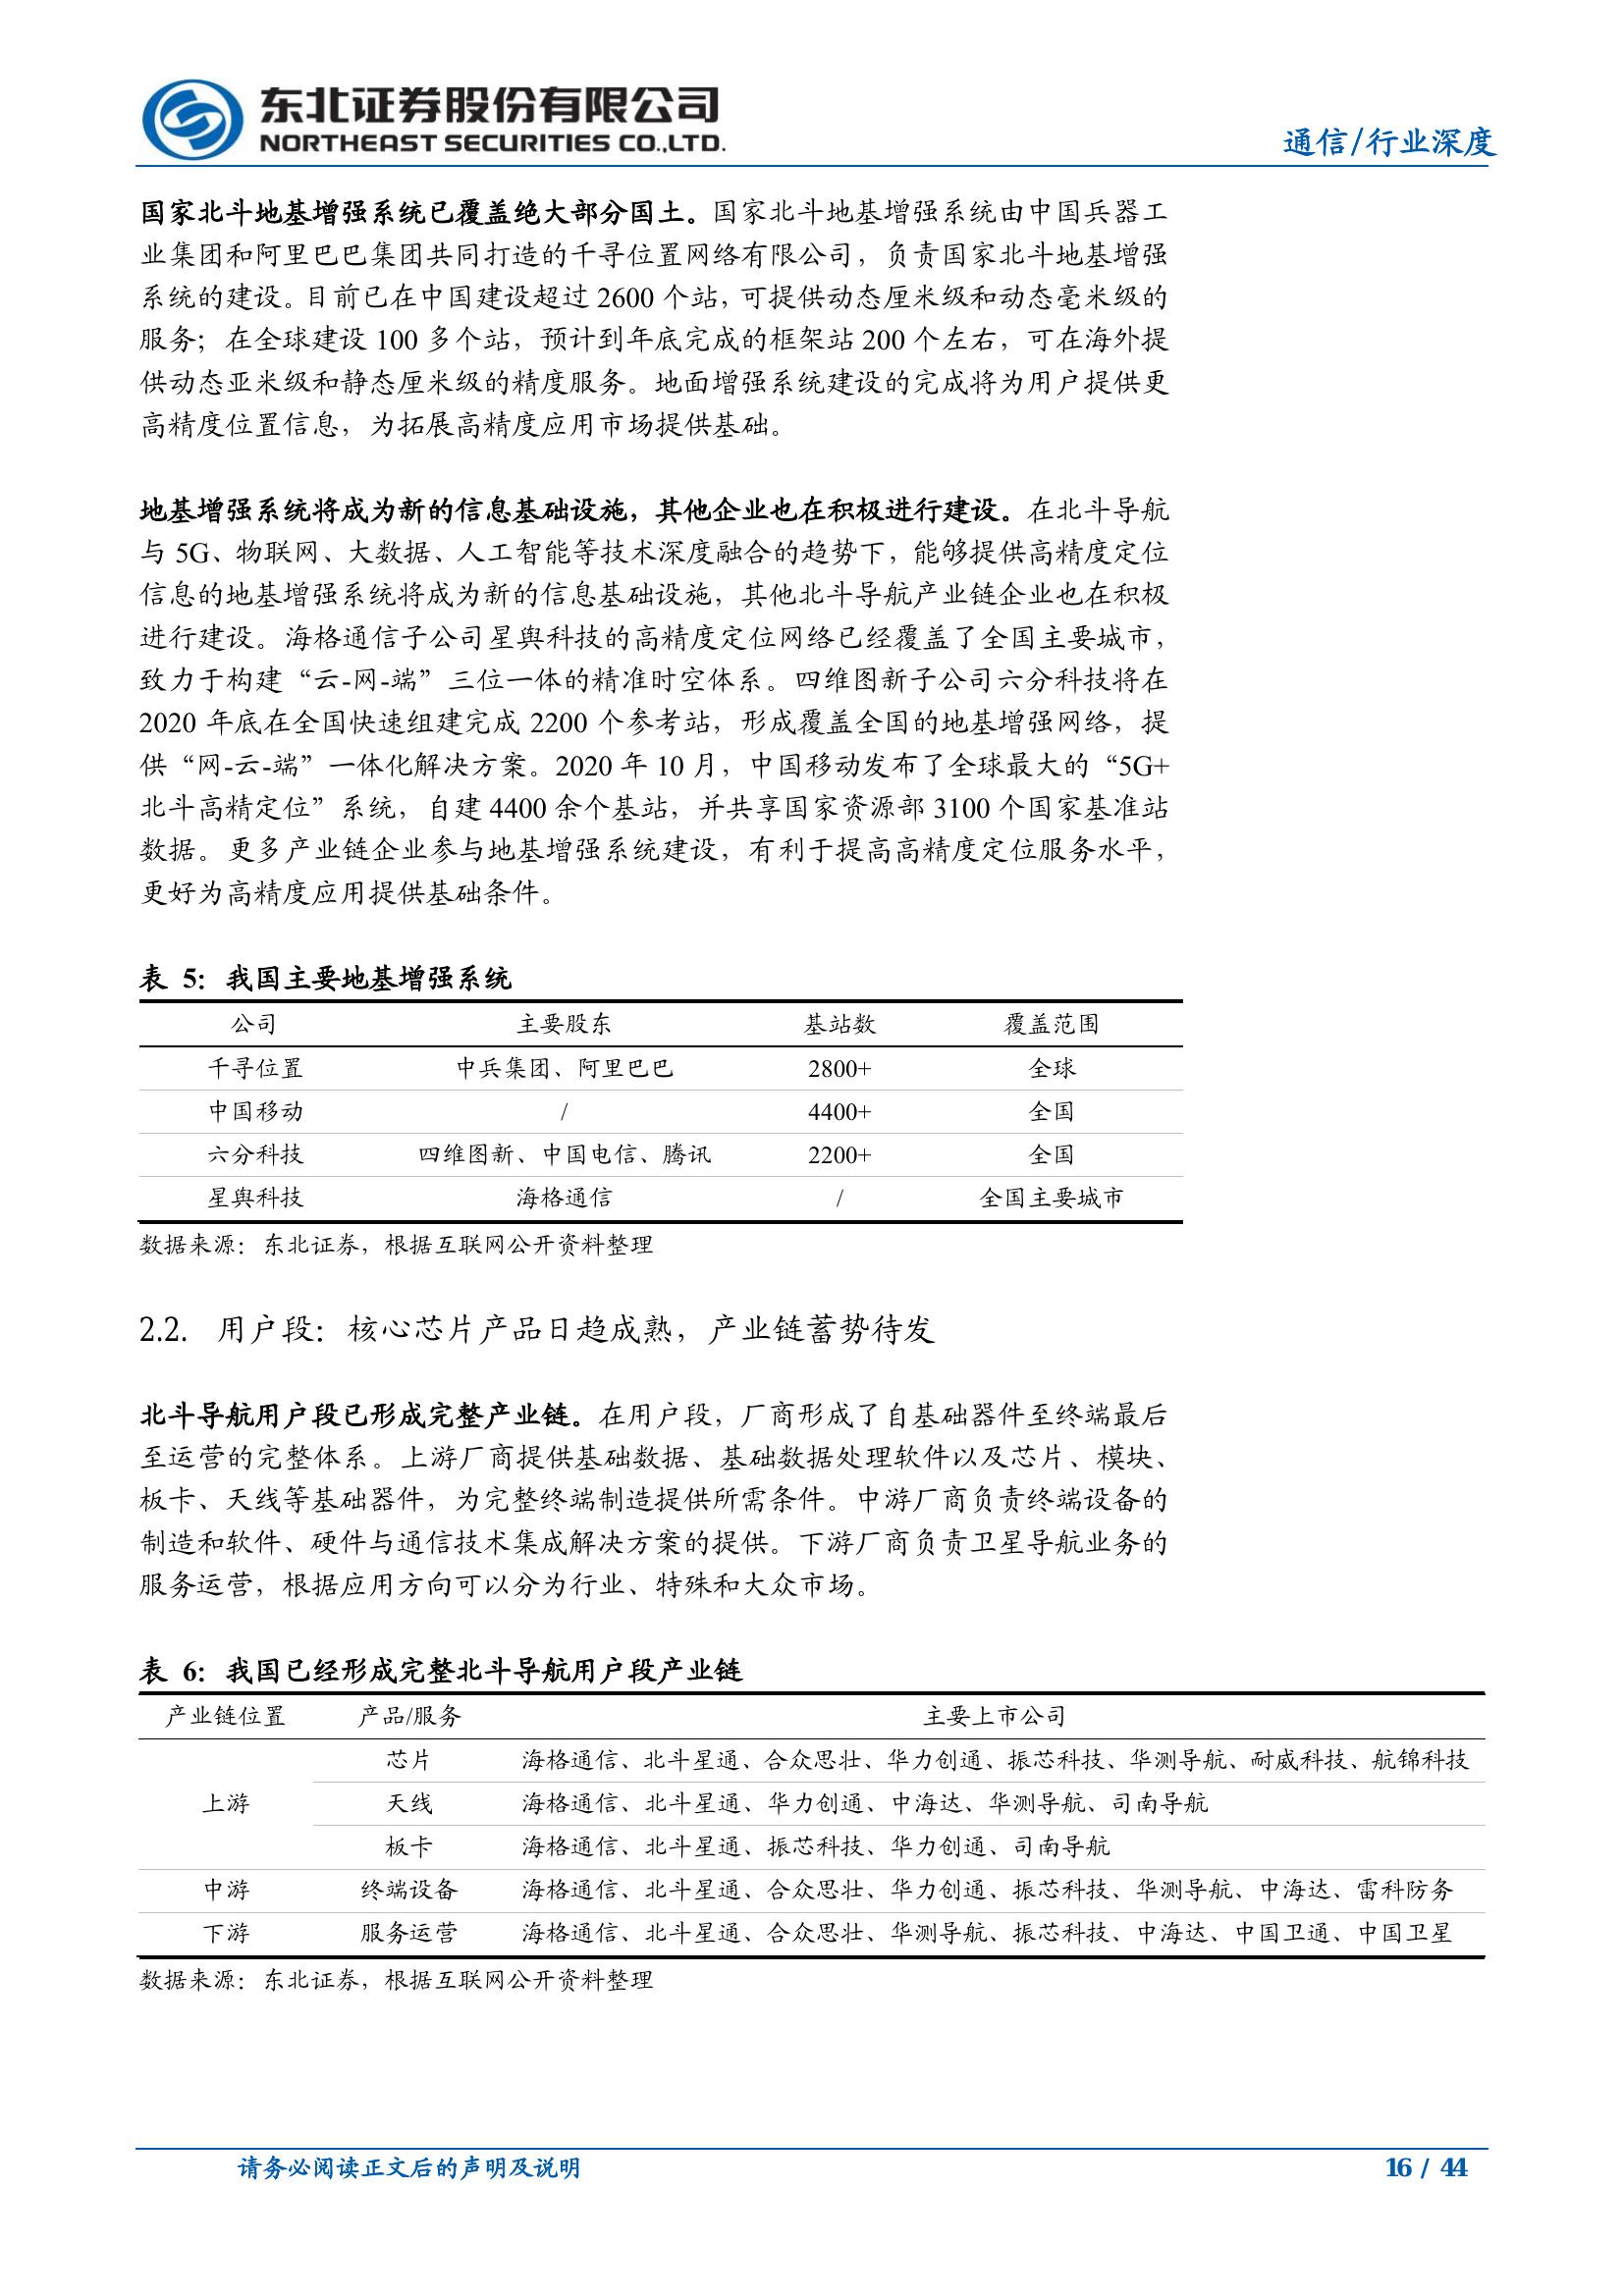 东北证券股份有限公司
NORTHEAST SECURITIES CO.,LTD.
通信/行业深度
国家北斗地基增强系统已覆盖绝大部分国土。国家北斗地基增强系统由中国兵器工
业集团和阿里巴巴集团共同打造的千寻位置网络有限公司，负责国家北斗地基增强
系统的建设。目前已在中国建设超过 2600 个站，可提供动态厘米级和动态毫米级的
服务；在全球建设 100 多个站，预计到年底完成的框架站 200 个左右，可在海外提
供动态亚米级和静态厘米级的精度服务。地面增强系统建设的完成将为用户提供更
高精度位置信息，为拓展高精度应用市场提供基础。
地基增强系统将成为新的信息基础设施，其他企业也在积极进行建设。在北斗导航
与 5G、物联网、大数据、人工智能等技术深度融合的趋势下，能够提供高精度定位
信息的地基增强系统将成为新的信息基础设施，其他北斗导航产业链企业也在积极
进行建设。海格通信子公司星舆科技的高精度定位网络已经覆盖了全国主要城市，
致力于构建“云-网-端”三位一体的精准时空体系。四维图新子公司六分科技将在
2020 年底在全国快速组建完成 2200 个参考站，形成覆盖全国的地基增强网络，提
供“网-云-端”一体化解决方案。2020 年 10 月，中国移动发布了全球最大的“5G+
北斗高精定位”系统，自建 4400 余个基站，并共享国家资源部 3100 个国家基准站
数据。更多产业链企业参与地基增强系统建设，有利于提高高精度定位服务水平，
更好为高精度应用提供基础条件。
表 5：我国主要地基增强系统
公司 主要股东 基站数 覆盖范围
千寻位置 中兵集团、阿里巴巴 2800+ 全球
中国移动 / 4400+ 全国
六分科技 四维图新、中国电信、腾讯 2200+ 全国
星舆科技 海格通信 / 全国主要城市
数据来源：东北证券，根据互联网公开资料整理
2.2. 用户段：核心芯片产品日趋成熟，产业链蓄势待发
北斗导航用户段已形成完整产业链。在用户段，厂商形成了自基础器件至终端最后
至运营的完整体系。上游厂商提供基础数据、基础数据处理软件以及芯片、模块、
板卡、天线等基础器件，为完整终端制造提供所需条件。中游厂商负责终端设备的
制造和软件、硬件与通信技术集成解决方案的提供。下游厂商负责卫星导航业务的
服务运营，根据应用方向可以分为行业、特殊和大众市场。
表 6：我国已经形成完整北斗导航用户段产业链
产业链位置 产品/服务 主要上市公司
芯片 海格通信、北斗星通、合众思壮、华力创通、振芯科技、华测导航、耐威科技、航锦科技
上游 天线 海格通信、北斗星通、华力创通、中海达、华测导航、司南导航
板卡 海格通信、北斗星通、振芯科技、华力创通、司南导航
中游 终端设备 海格通信、北斗星通、合众思壮、华力创通、振芯科技、华测导航、中海达、雷科防务
下游 服务运营 海格通信、北斗星通、合众思壮、华测导航、振芯科技、中海达、中国卫通、中国卫星
数据来源：东北证券，根据互联网公开资料整理
请务必阅读正文后的声明及说明
16 / 44